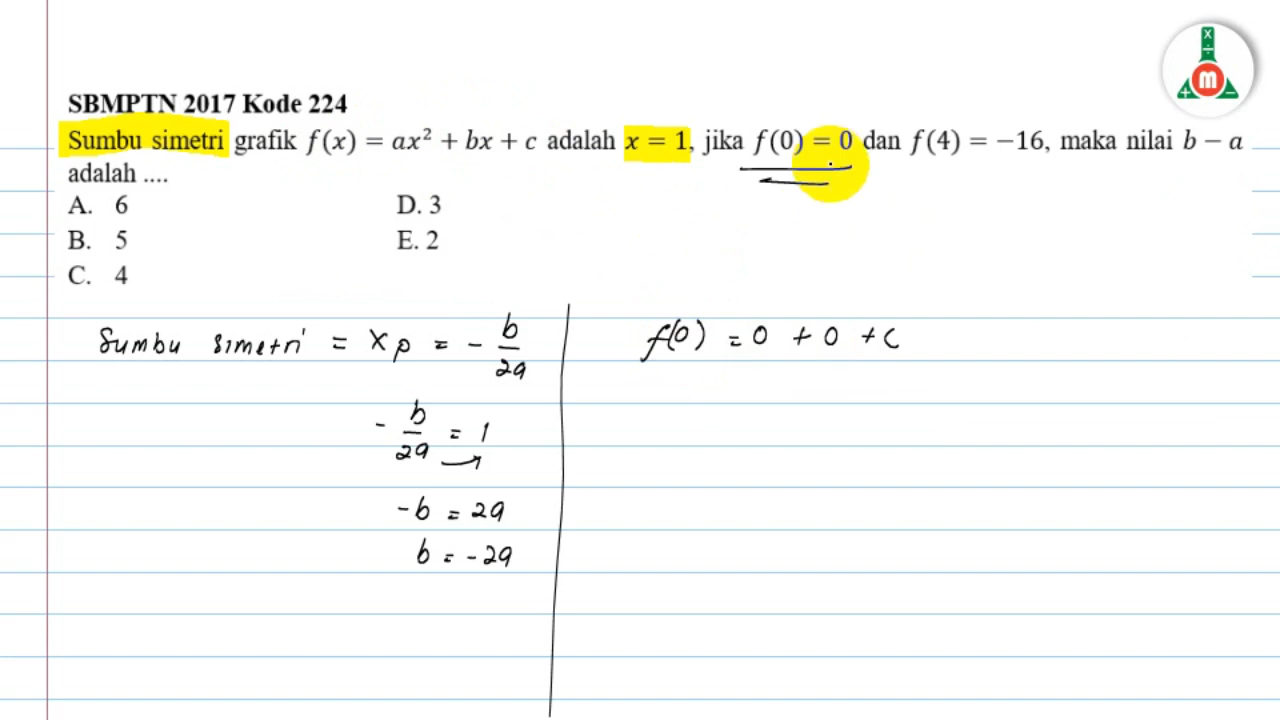 SBMPTN 2017 Kode 224
Sumbu simetri grafik f(x) = ax² + bx + c adalah x = 1, jika f(0) = 0 dan f(4) = −16, maka nilai b − a
adalah ....
A. 6
B. 5
C. 4
D. 3
E. 2
Sumbu simetri = xp = - b/2a
- b/2a = 1
-b = 2a
b = -2a
f(0) = 0 + 0 + c
x ÷ m + −